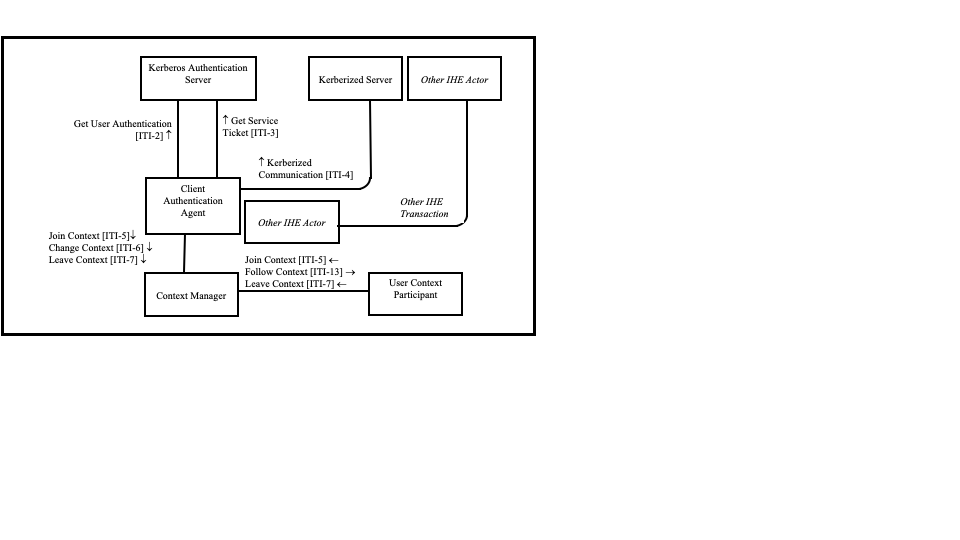 Kerberos Authentication
Server
Kerberized Server
Other IHE Actor
Get User Authentication
[ITI-2] ↑
↑ Get Service
Ticket [ITI-3]
↑ Kerberized
Communication [ITI-4]
Client
Authentication
Agent
Other IHE Actor
Other IHE
Transaction
Join Context [ITI-5]↓
Change Context [ITI-6] ↓
Leave Context [ITI-7] ↓
Join Context [ITI-5] ←
Follow Context [ITI-13] →
Leave Context [ITI-7] ←
Context Manager
User Context
Participant